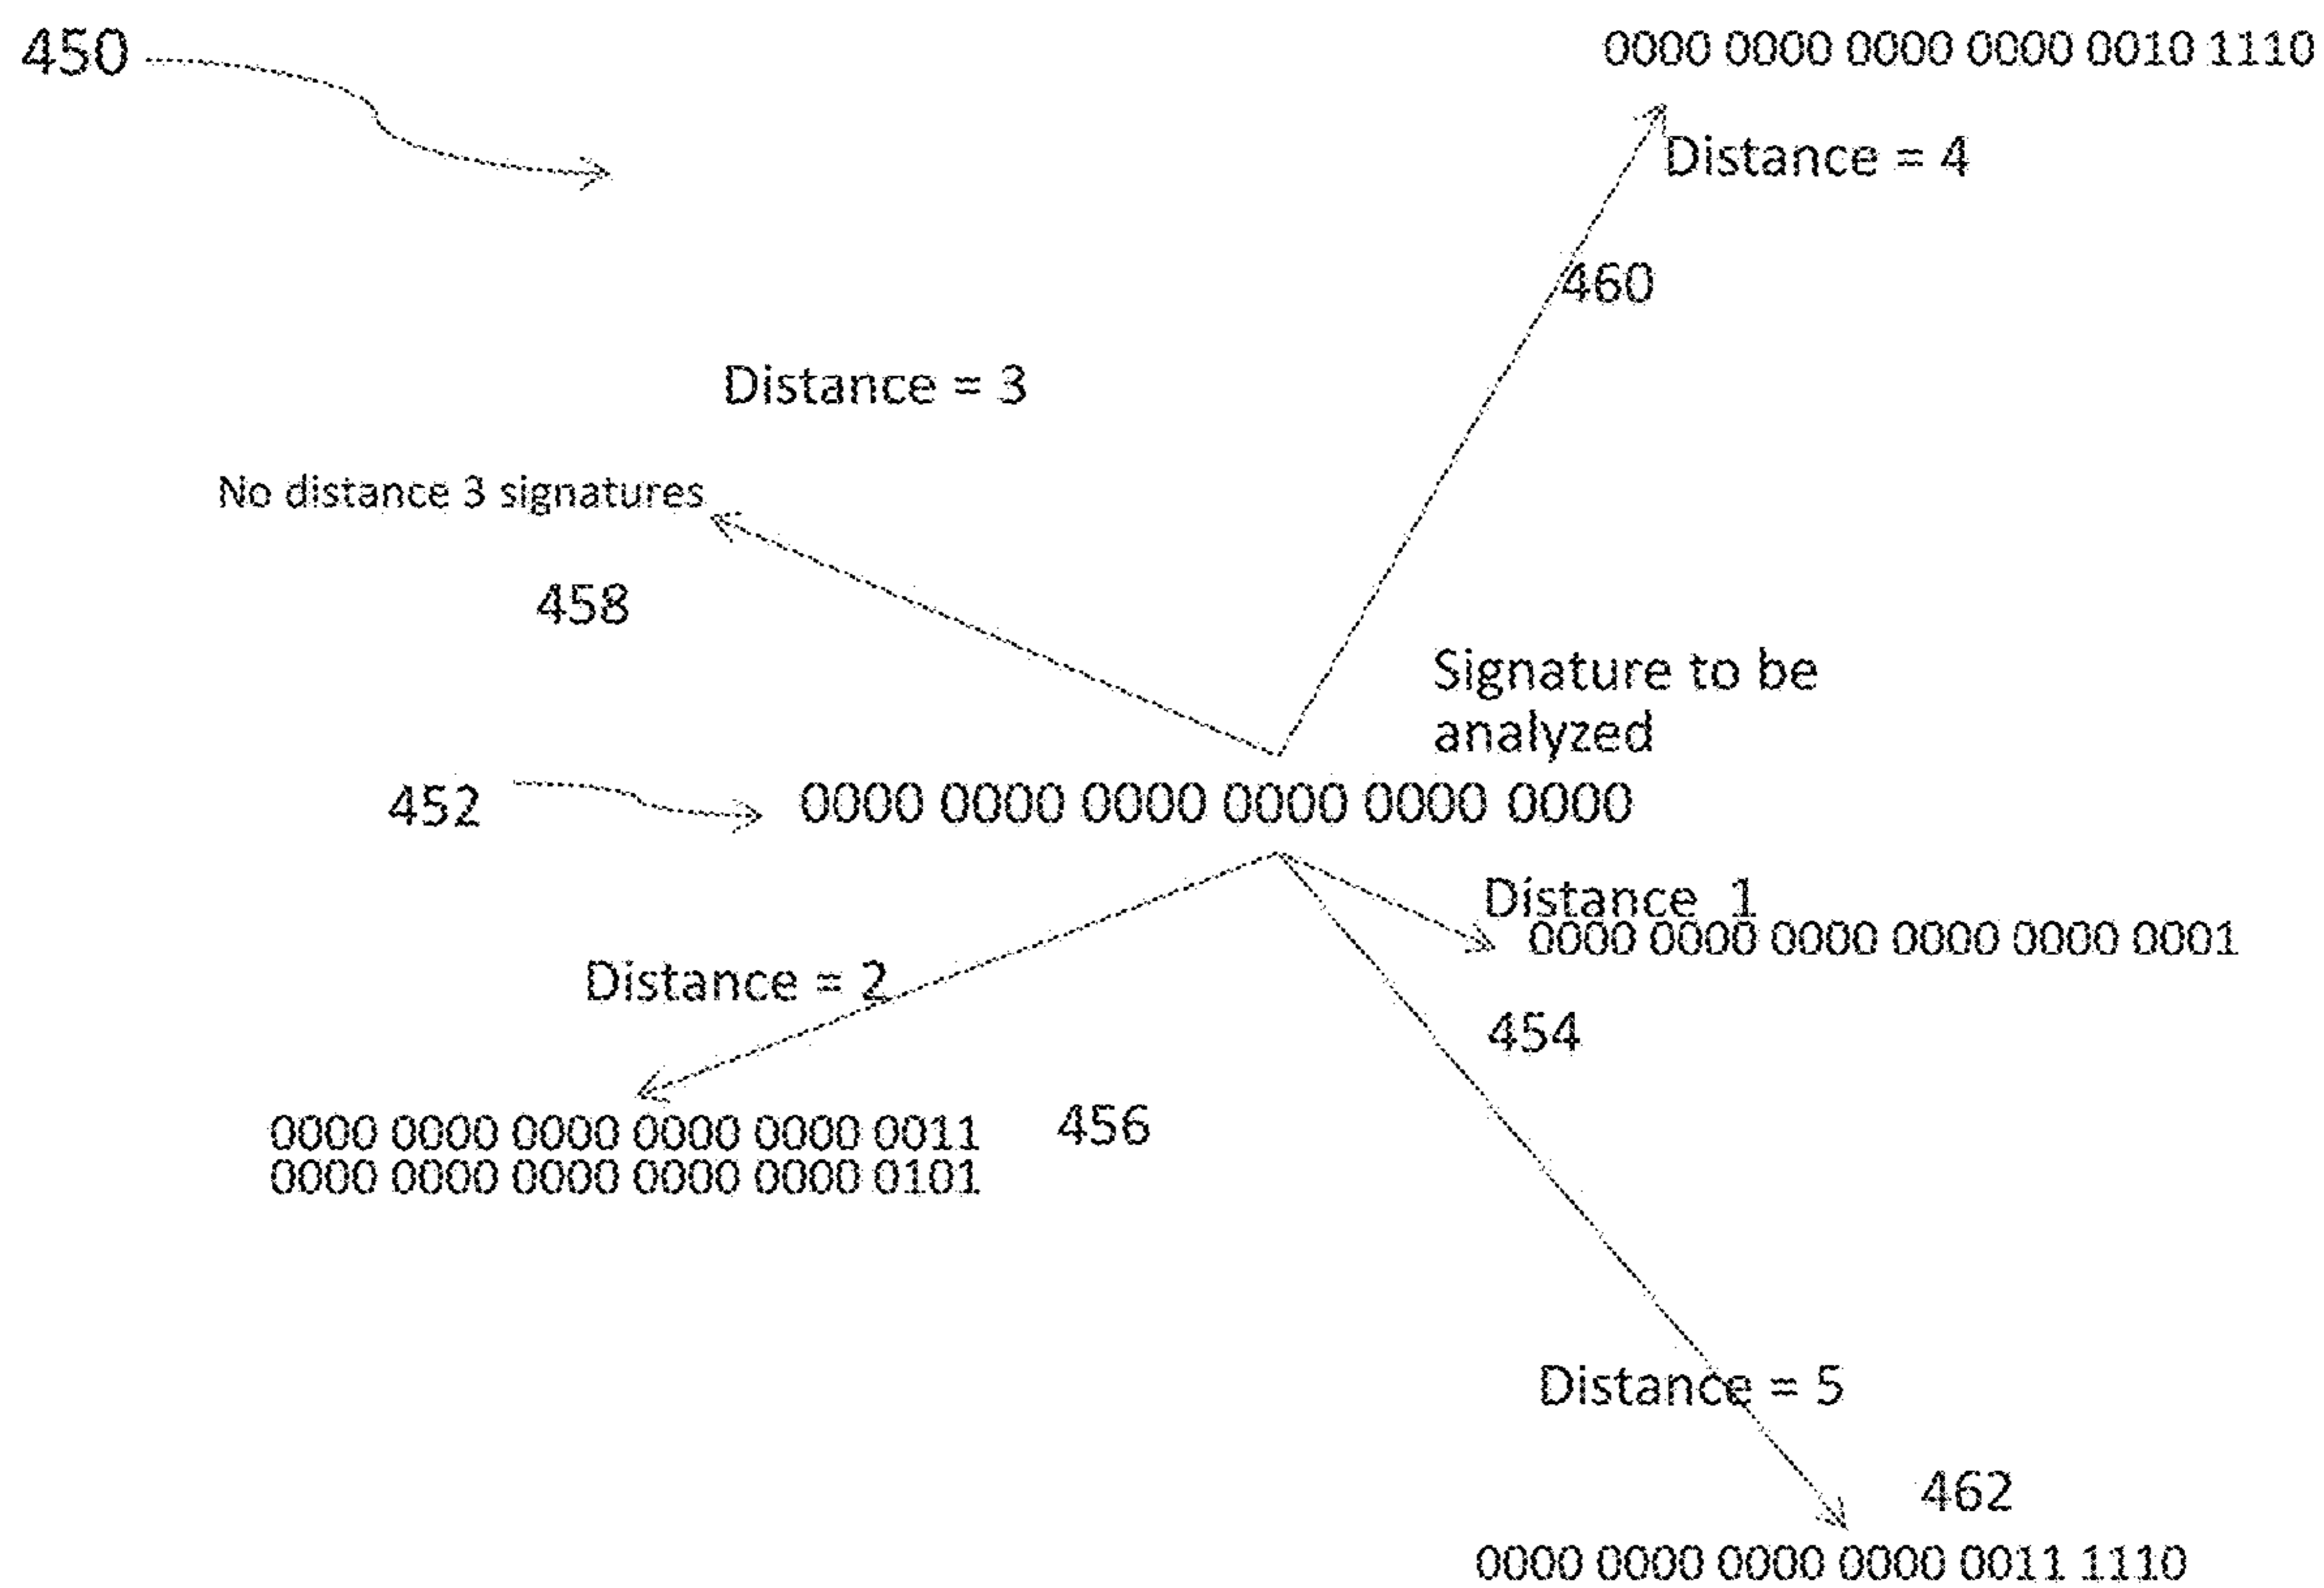 450
0000 0000 0000 0000 0010 1110
Distance = 4
460
Distance = 3
No distance 3 signatures
458
Signature to be
analyzed
452
0000 0000 0000 0000 0000 0000
Distance 1
0000 0000 0000 0000 0000 0001
Distance = 2
454
0000 0000 0000 0000 0000 0011
456
0000 0000 0000 0000 0000 0101
Distance = 5
462
0000 0000 0000 0000 0011 1110